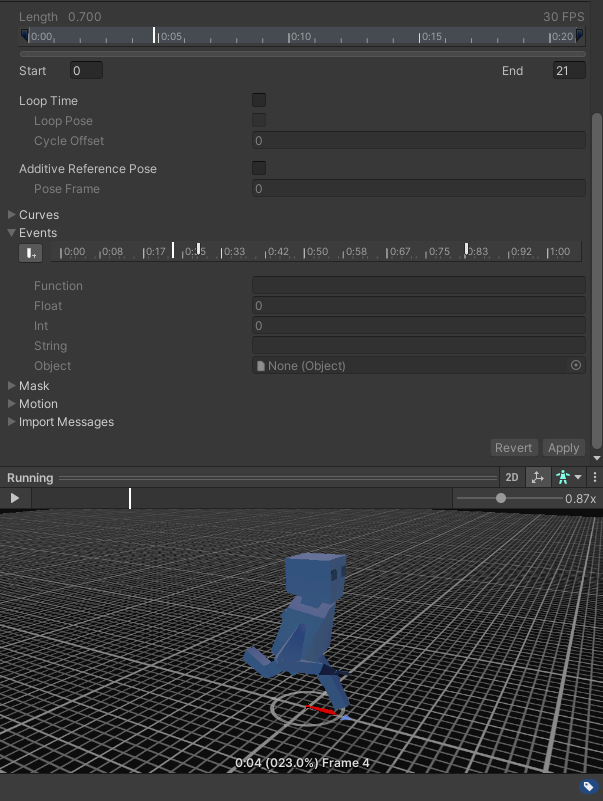 Length 0.700 30 FPS
0:00 0:05 0:10 0:15 0:20
Start 0 End 21
Loop Time
Loop Pose
Cycle Offset 0
Additive Reference Pose
Pose Frame 0
Curves
Events
0:00 0:08 0:17 0:25 0:33 0:42 0:50 0:58 0:67 0:75 0:83 0:92 1:00
Function
Float 0
Int 0
String
Object None (Object)
Mask
Motion
Import Messages
Revert Apply
Running 2D
0.87x
0:04 (023.0%) Frame 4